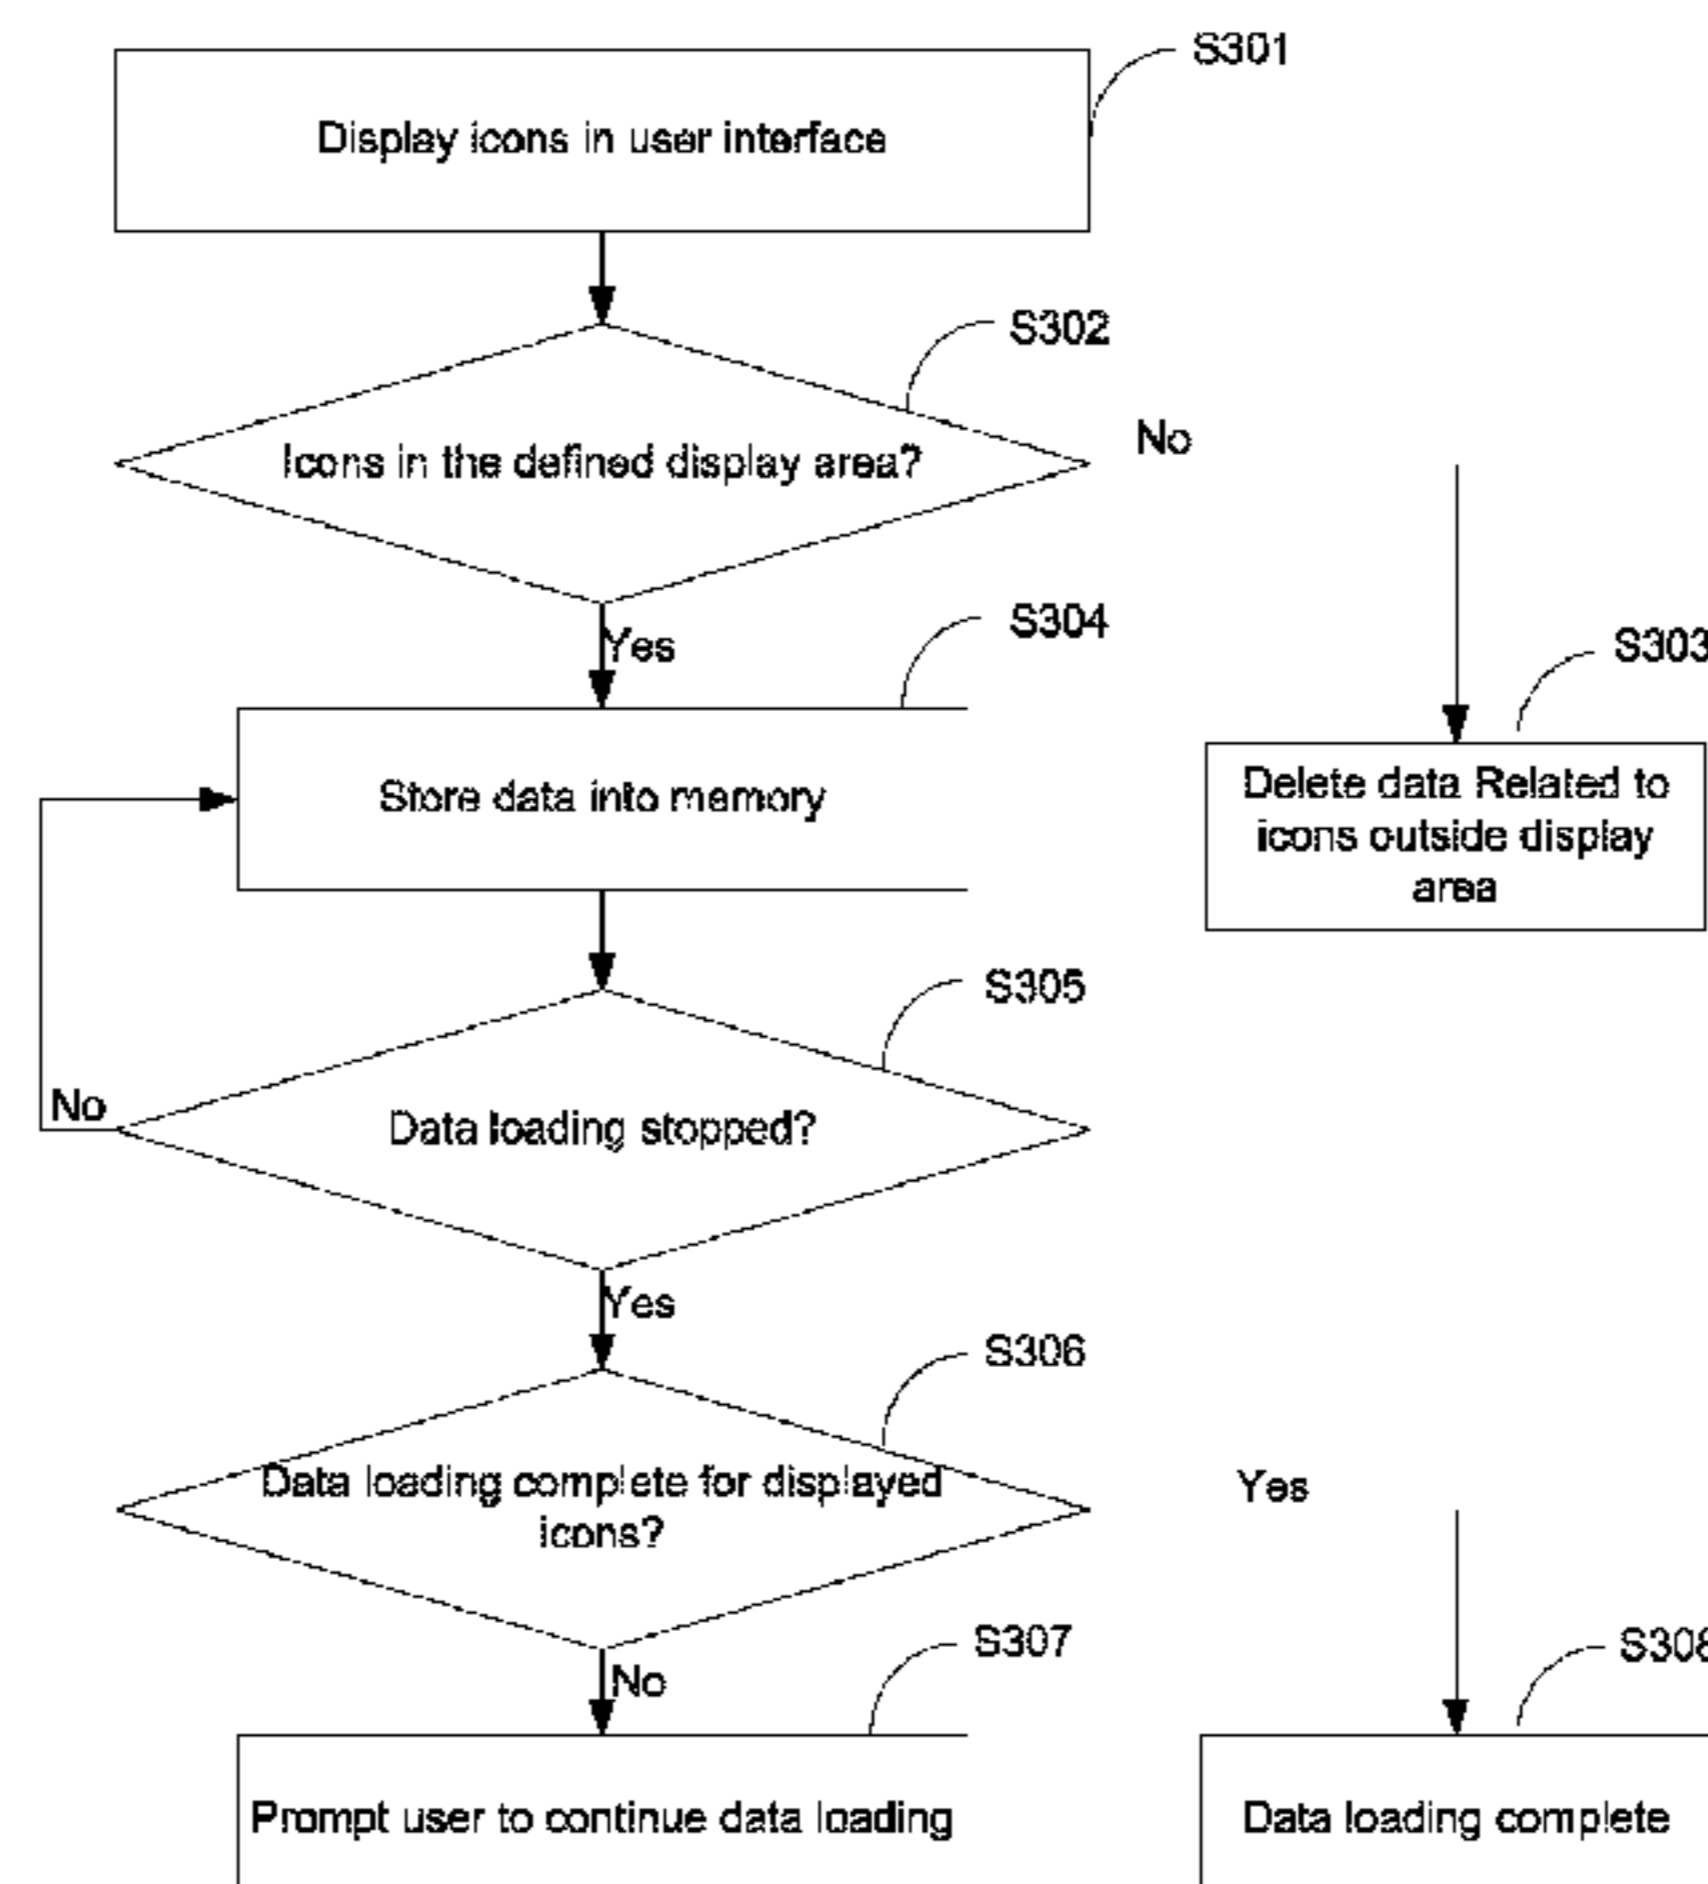 S301
Display icons in user interface
S302
Icons in the defined display area?
No
Yes
S304
S303
Store data into memory
Delete data Related to
icons outside display
area
S305
No
Data loading stopped?
Yes
S306
Data loading complete for displayed
icons?
Yes
S307
S308
No
Prompt user to continue data loading
Data loading complete